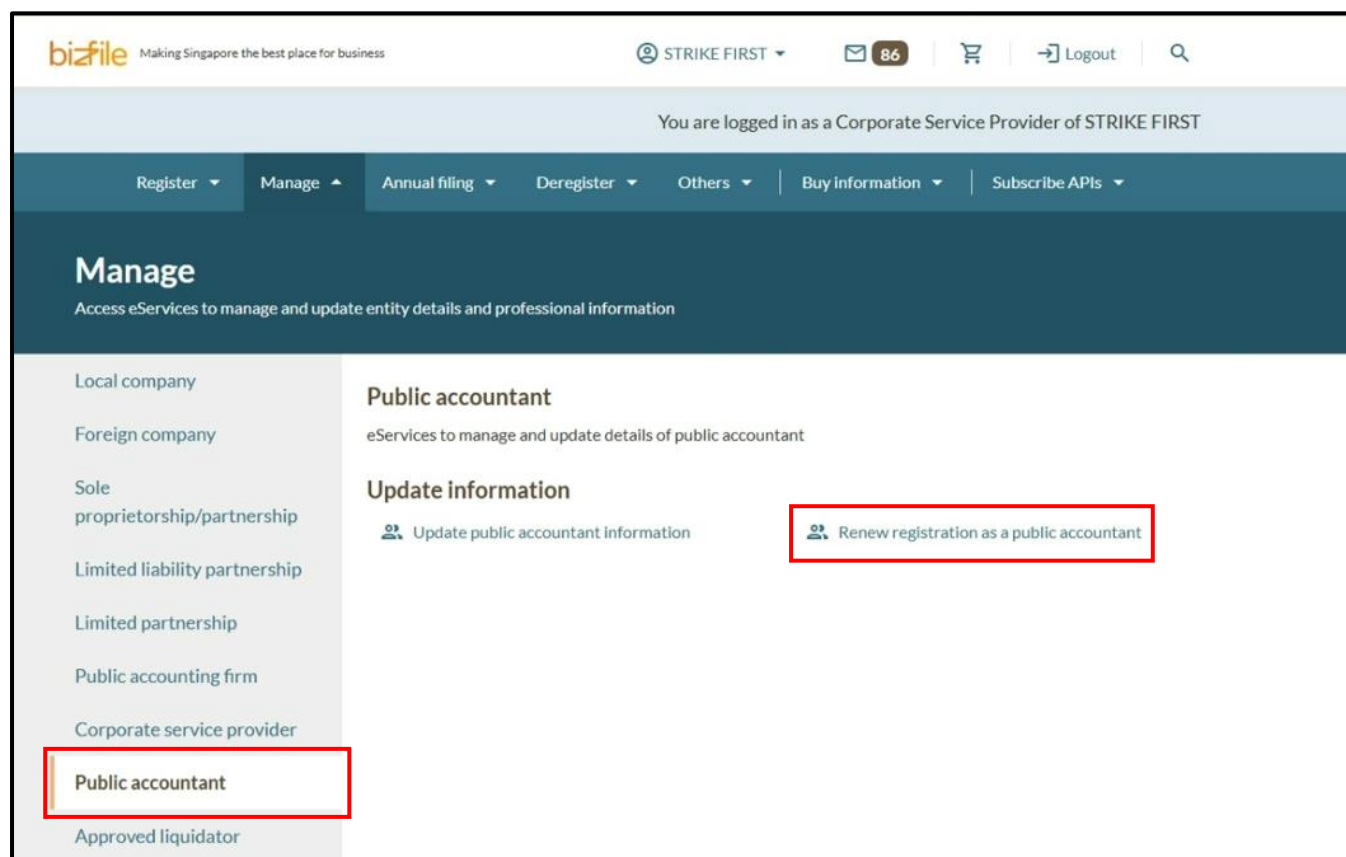 bizfile Making Singapore the best place for business
STRIKE FIRST
86
Logout
You are logged in as a Corporate Service Provider of STRIKE FIRST
Register Manage Annual filing Deregister Others Buy information Subscribe APIs
Manage
Access eServices to manage and update entity details and professional information
Local company
Foreign company
Sole
proprietorship/partnership
Limited liability partnership
Limited partnership
Public accounting firm
Corporate service provider
Public accountant
Approved liquidator
Public accountant
eServices to manage and update details of public accountant
Update information
Update public accountant information
Renew registration as a public accountant